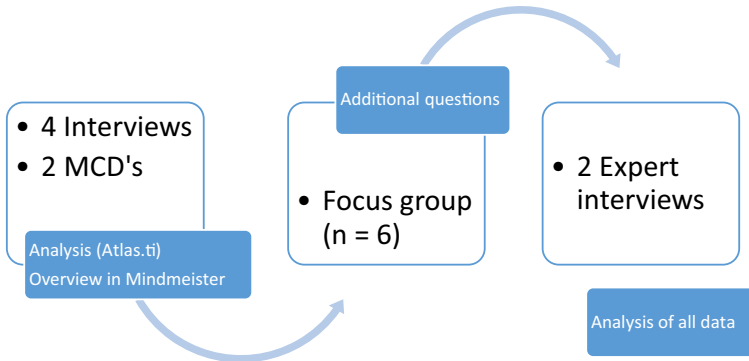 • 4 Interviews
• 2 MCD's
Analysis (Atlas.ti)
Overview in Mindmeister
Additional questions
• Focus group
(n = 6)
• 2 Expert
interviews
Analysis of all data